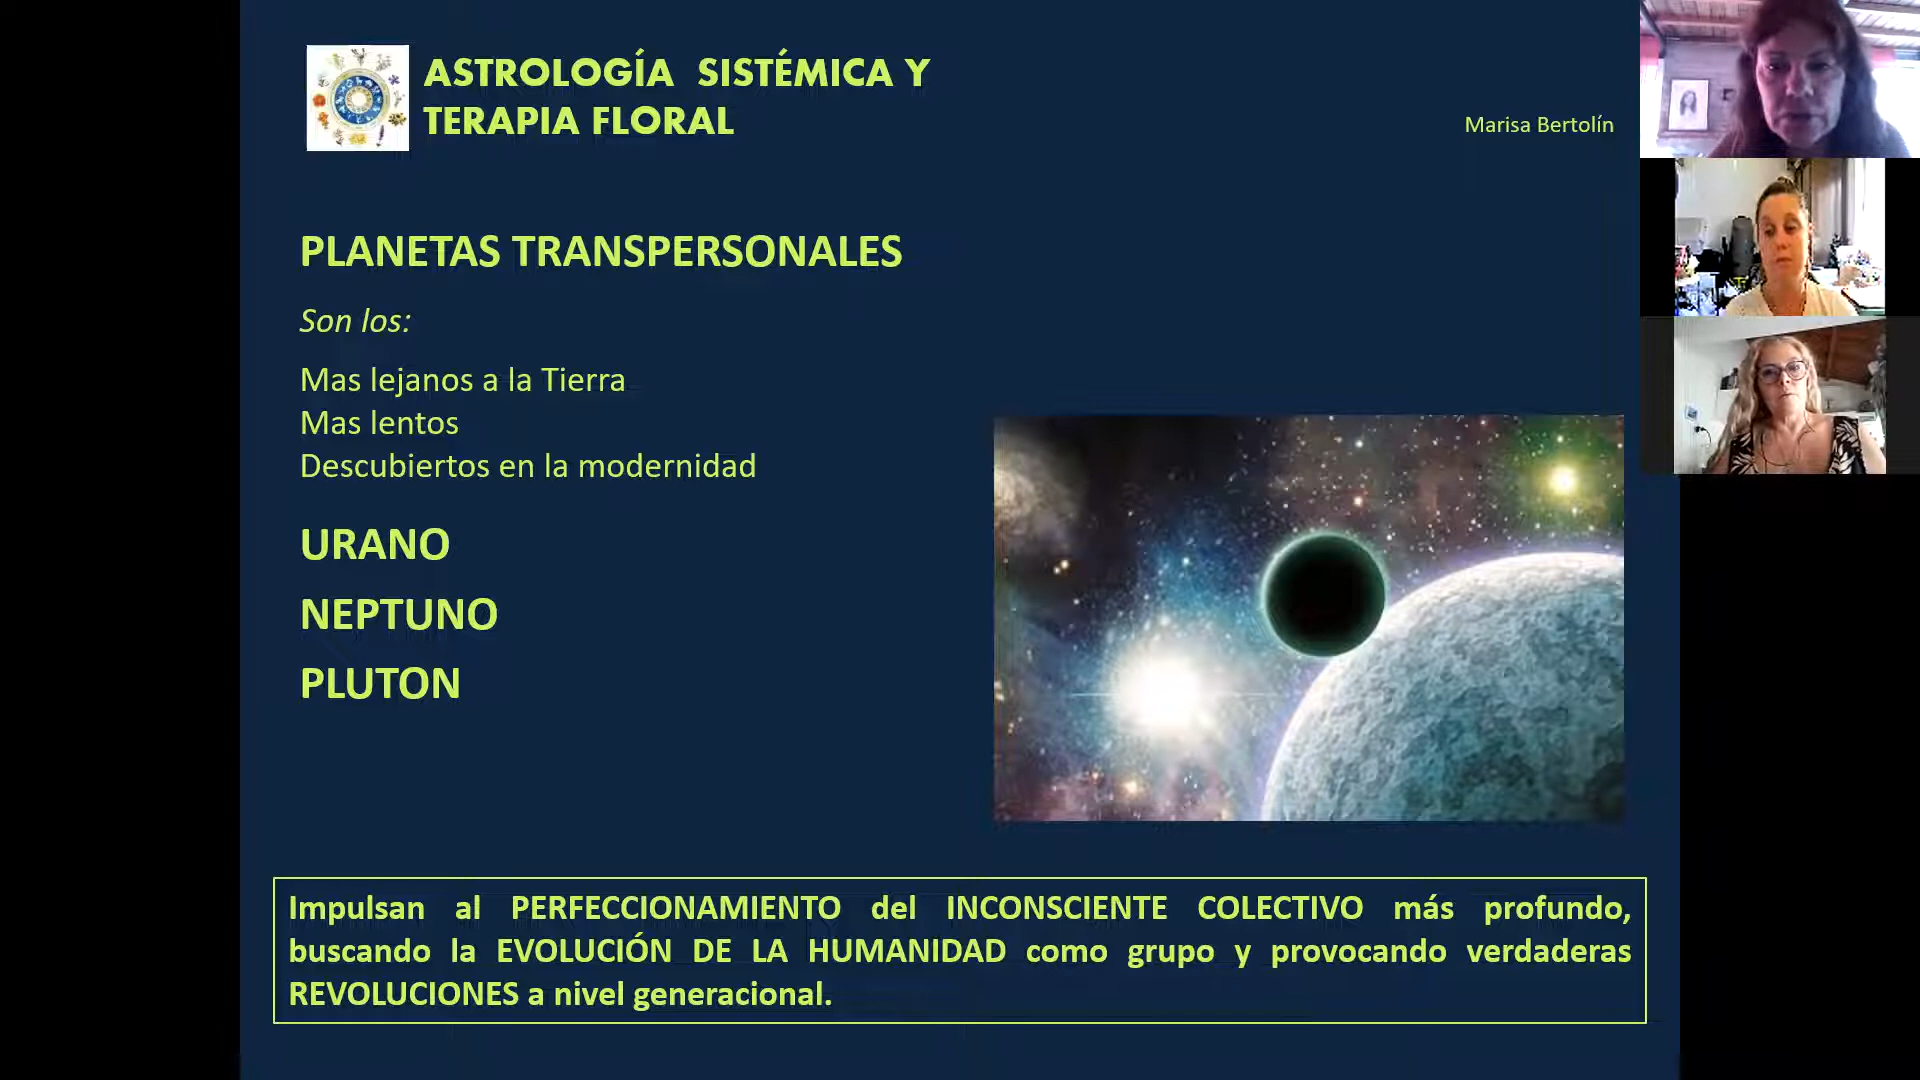 ASTROLOGÍA SISTÉMICA Y
TERAPIA FLORAL
Marisa Bertolín
PLANETAS TRANSPERSONALES
Son los:
Mas lejanos a la Tierra
Mas lentos
Descubiertos en la modernidad
URANO
NEPTUNO
PLUTON
Impulsan al PERFECCIONAMIENTO del INCONSCIENTE COLECTIVO más profundo,
buscando la EVOLUCIÓN DE LA HUMANIDAD como grupo y provocando verdaderas
REVOLUCIONES a nivel generacional.